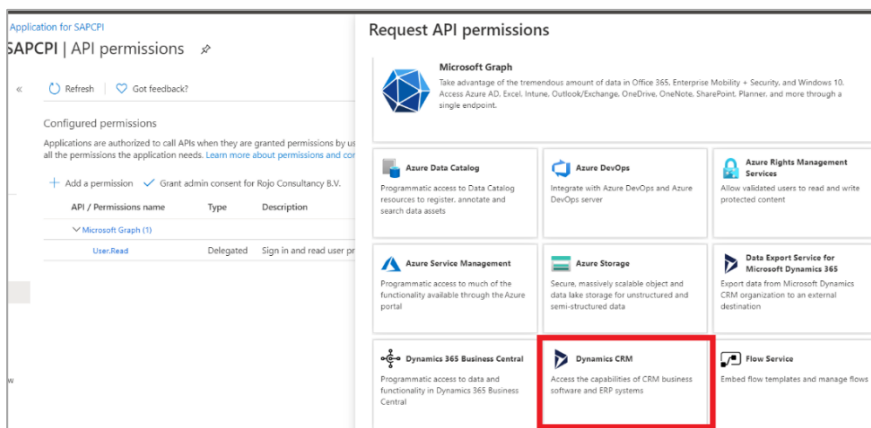 Application for SAPCPI
SAPCPI | API permissions
«
Refresh
Got feedback?
Configured permissions
Applications are authorized to call APIs when they are granted permissions by us
all the permissions the application needs. Learn more about permissions and cor
+ Add a permission
Grant admin consent for Rojo Consultancy B.V.
API / Permissions name
Type
Description
Microsoft Graph (1)
User.Read
Delegated
Sign in and read user pr
w.
Request API permissions
Microsoft Graph
Take advantage of the tremendous amount of data in Office 365, Enterprise Mobility + Security, and Windows 10.
Access Azure AD, Excel, Intune, Outlook/Exchange, OneDrive, OneNote, SharePoint, Planner, and more through a
single endpoint.
Azure Data Catalog
Programmatic access to Data Catalog
resources to register, annotate and
search data assets
Azure DevOps
Integrate with Azure DevOps and Azure
DevOps server
Azure Rights Management
Services
Allow validated users to read and write
protected content
Azure Service Management
Programmatic access to much of the
functionality available through the Azure
portal
Azure Storage
Secure, massively scalable object and
data lake storage for unstructured and
semi-structured data
Data Export Service for
Microsoft Dynamics 365
Export data from Microsoft Dynamics
CRM organization to an external
destination
Dynamics 365 Business Central
Programmatic access to data and
functionality in Dynamics 365 Business
Central
Dynamics CRM
Access the capabilities of CRM business
software and ERP systems
Flow Service
Embed flow templates and manage flows